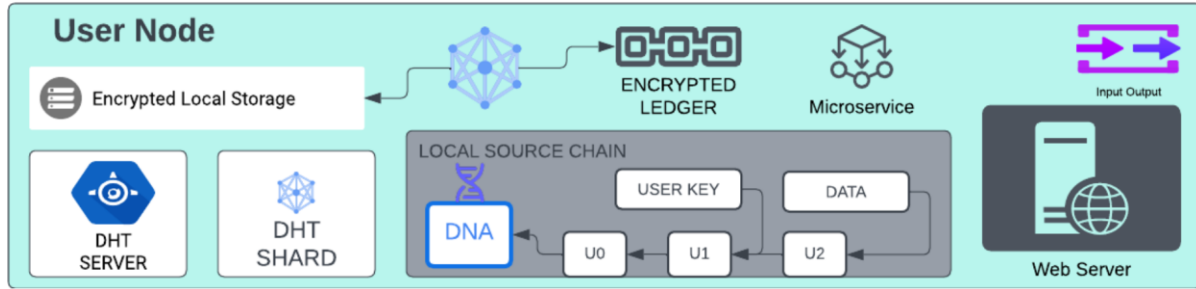 User Node
Encrypted Local Storage
ENCRYPTED
LEDGER
Microservice
Input Output
DHT
SERVER
DHT
SHARD
LOCAL SOURCE CHAIN
USER KEY
DATA
DNA
U0
U1
U2
Web Server